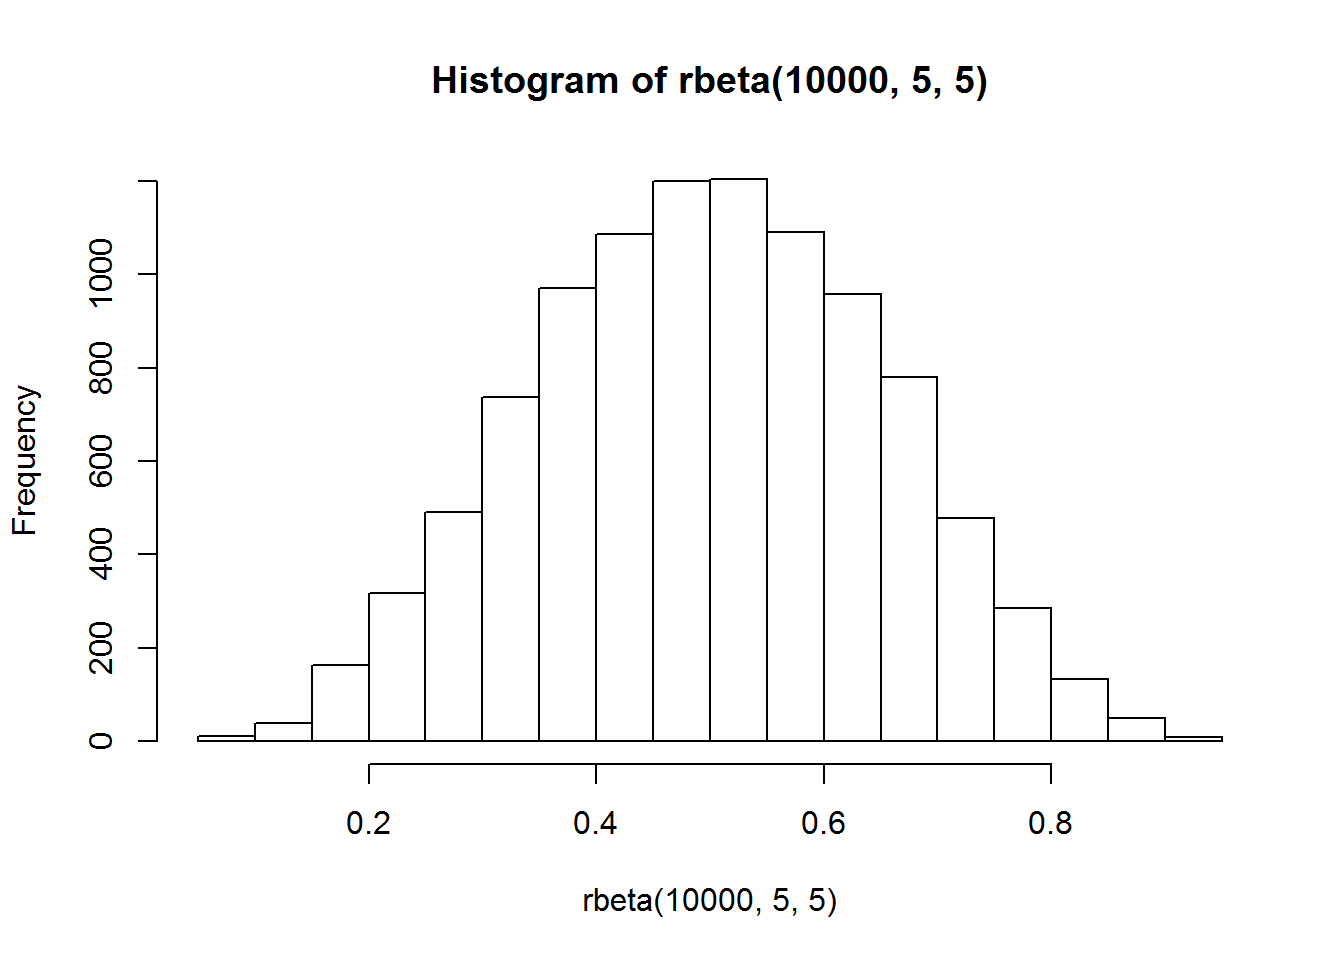 Histogram of rbeta(10000, 5, 5)
Frequency
1000
800
600
400
200
0
0.2 0.4 0.6 0.8
rbeta(10000, 5, 5)